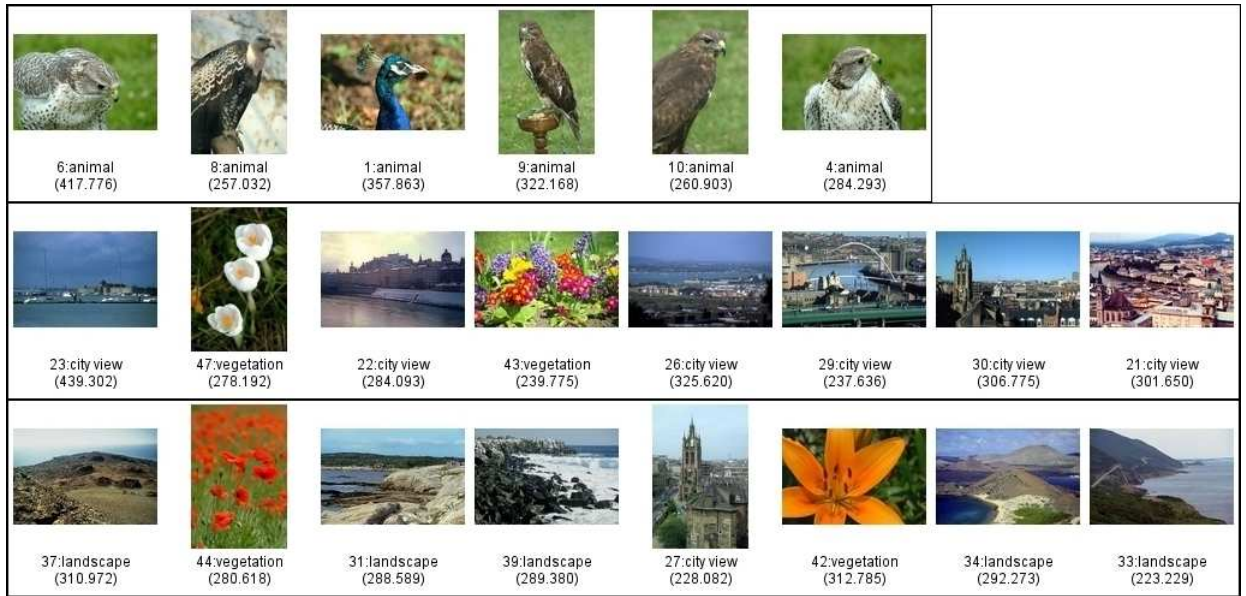 6:animal
(417.776)
8:animal
(257.032)
1:animal
(357.863)
9:animal
(322.168)
10:animal
(260.903)
4:animal
(284.293)
23:city view
(439.302)
47:vegetation
(278.192)
22:city view
(284.093)
43:vegetation
(239.775)
26:city view
(325.620)
29:city view
(237.636)
30:city view
(306.775)
21:city view
(301.650)
37:landscape
(310.972)
44:vegetation
(280.618)
31:landscape
(288.589)
39:landscape
(289.380)
27:city view
(228.082)
42:vegetation
(312.785)
34:landscape
(292.273)
33:landscape
(223.229)